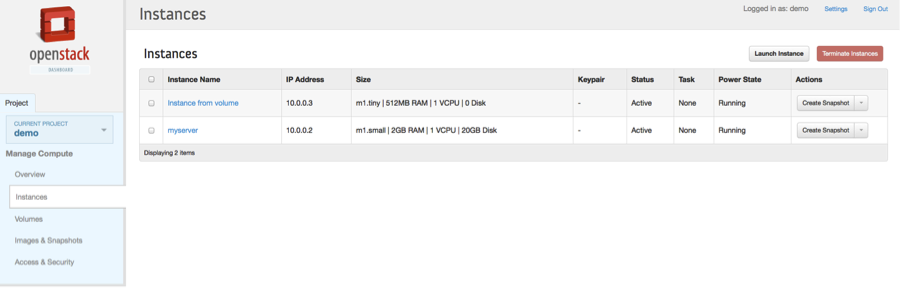 Instances
Logged in as: demo Settings Sign Out
openstack
DASHBOARD
Project
CURRENT PROJECT
demo
Manage Compute
Overview
Instances
Volumes
Images & Snapshots
Access & Security
Instances
Launch Instance Terminate Instances
Instance Name IP Address Size Keypair Status Task Power State Actions
Instance from volume 10.0.0.3 m1.tiny | 512MB RAM | 1 VCPU | 0 Disk - Active None Running Create Snapshot
myserver 10.0.0.2 m1.small | 2GB RAM | 1 VCPU | 20GB Disk - Active None Running Create Snapshot
Displaying 2 items